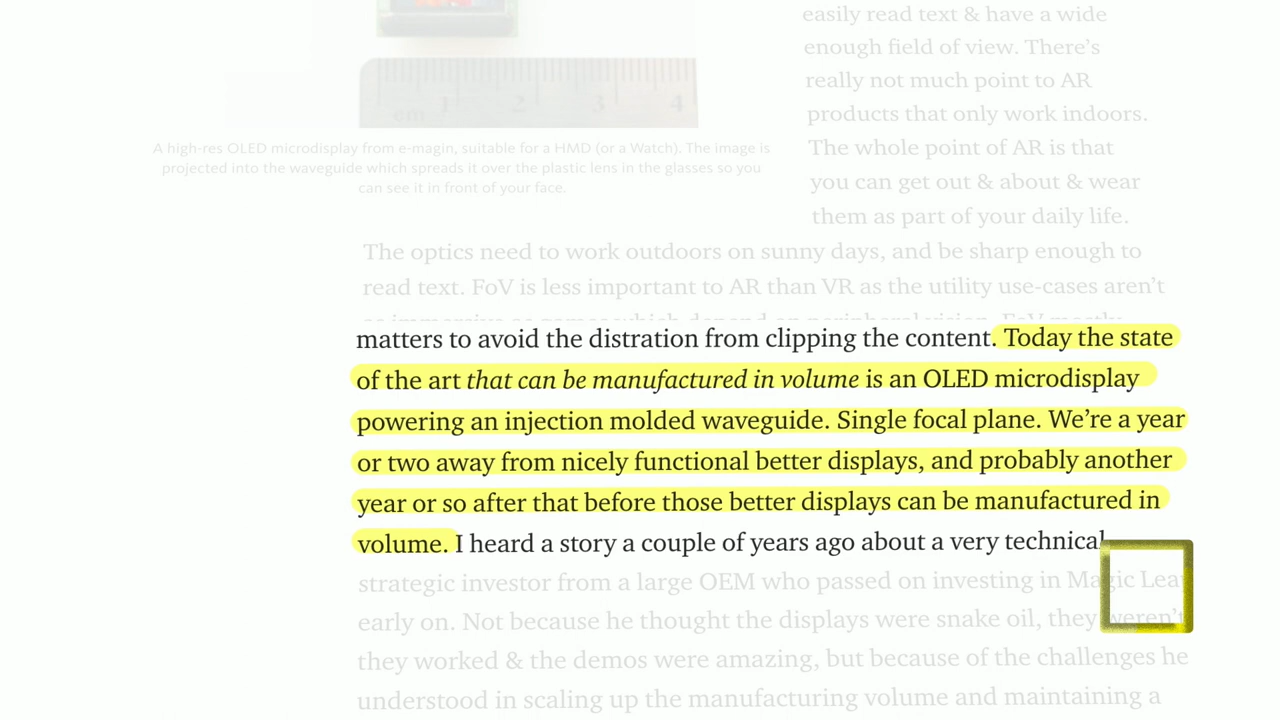 easily read text & have a wide
enough field of view. There's
really not much point to AR
products that only work indoors.
The whole point of AR is that
you can get out & about & wear
them as part of your daily life.
cm 1 2 3 4
A high-res OLED microdisplay from e-magin, suitable for a HMD (or a Watch). The image is
projected into the waveguide which spreads it over the plastic lens in the glasses so you
can see it in front of your face.
The optics need to work outdoors on sunny days, and be sharp enough to
read text. FoV is less important to AR than VR as the utility use-cases aren't
matters to avoid the distration from clipping the content. Today the state
of the art that can be manufactured in volume is an OLED microdisplay
powering an injection molded waveguide. Single focal plane. We're a year
or two away from nicely functional better displays, and probably another
year or so after that before those better displays can be manufactured in
volume. I heard a story a couple of years ago about a very technical
strategic investor from a large OEM who passed on investing in Magic Leap
early on. Not because he thought the displays were snake oil, they weren't
they worked & the demos were amazing, but because of the challenges he
understood in scaling up the manufacturing volume and maintaining a